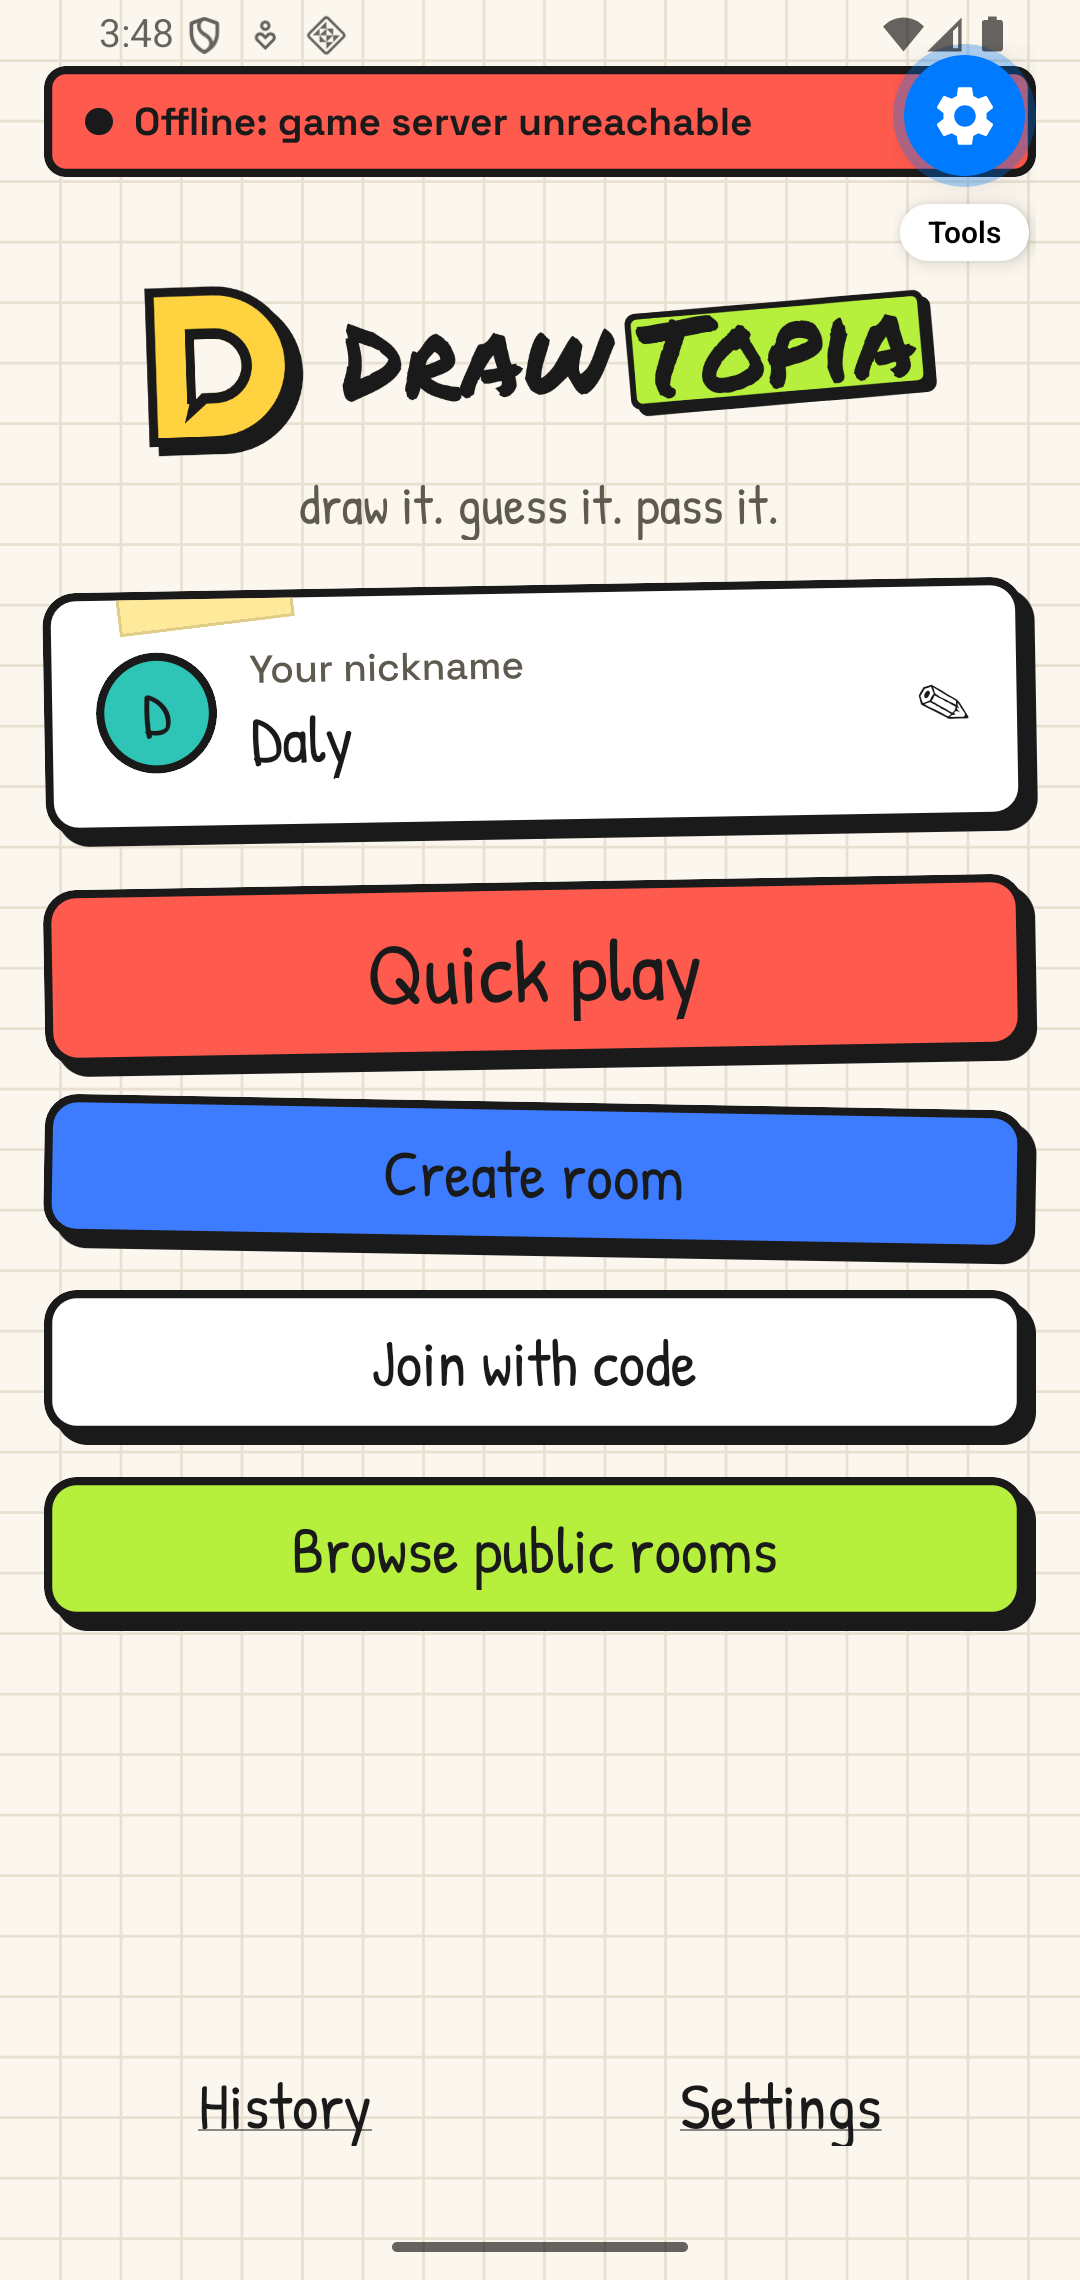 3:48
Offline: game server unreachable
Tools
D DRAW TOPIA
draw it. guess it. pass it.
Your nickname
D
Daly
Quick play
Create room
Join with code
Browse public rooms
History
Settings